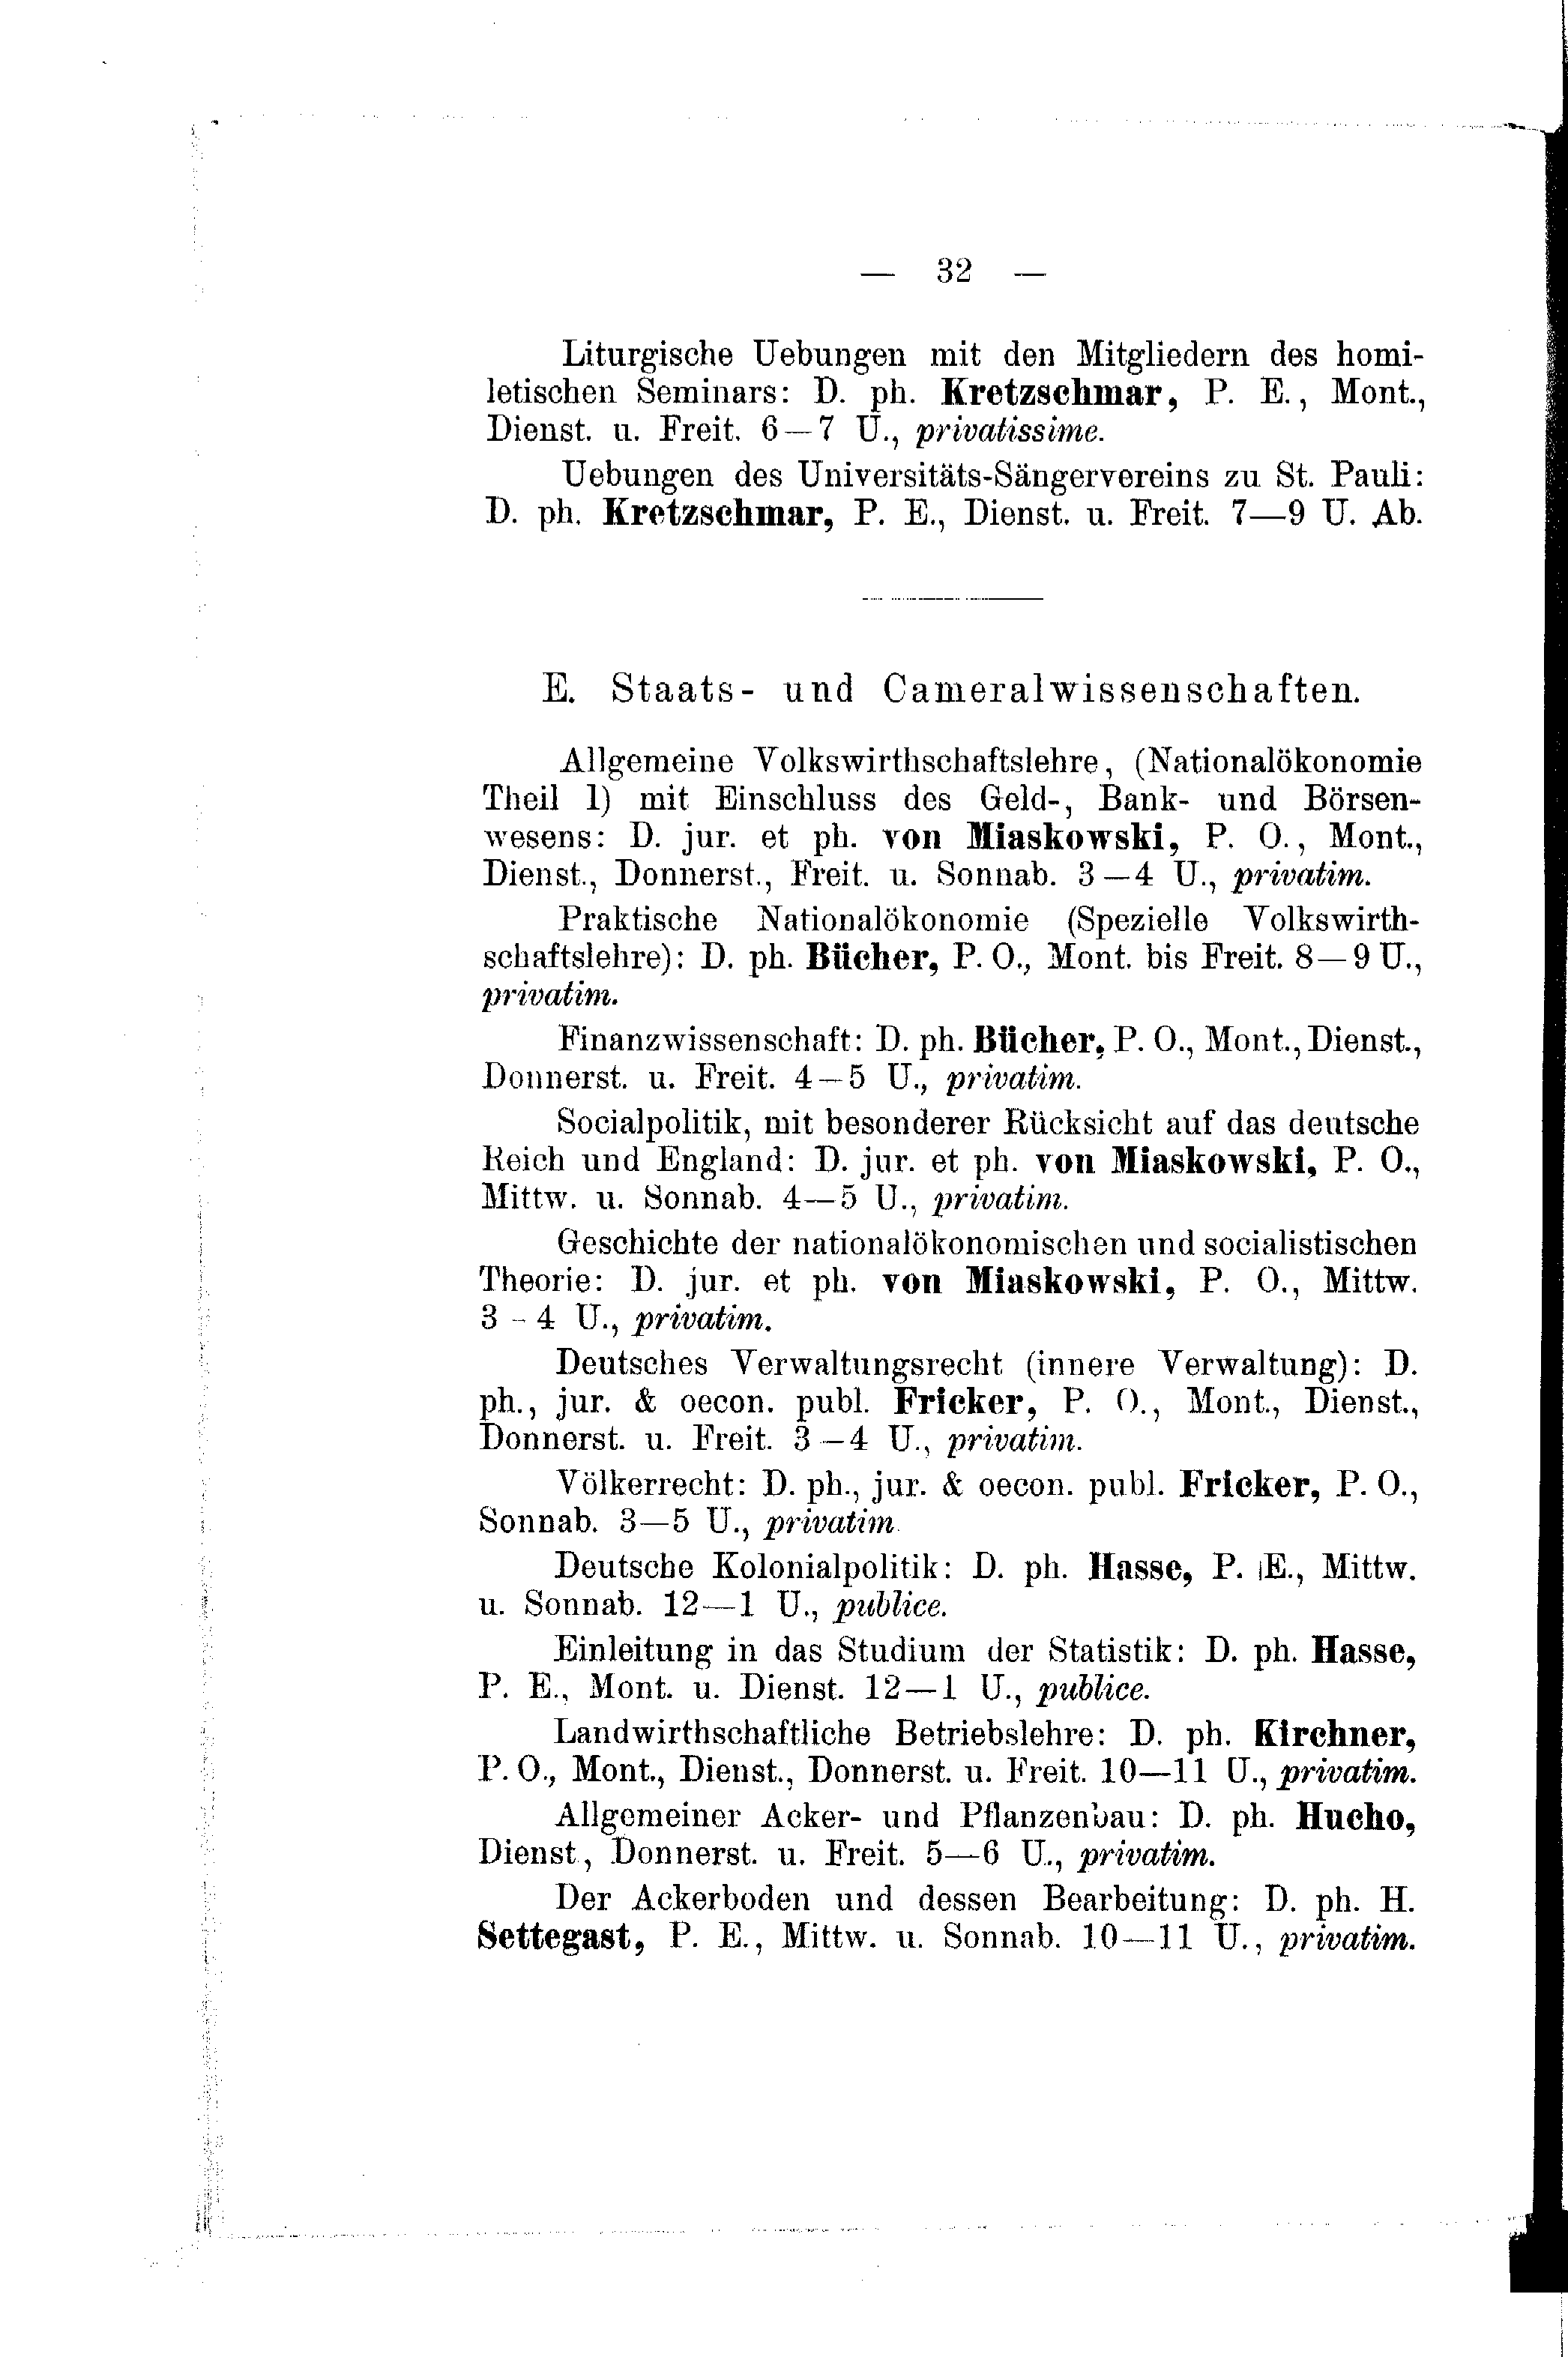 — 32 —
Liturgische Uebungen mit den Mitgliedern des homi-
letischen Seminars: D. ph. Kretzschmar, P. E., Mont.,
Dienst. u. Freit. 6—7 U., privatissime.
Uebungen des Universitäts-Sängervereins zu St. Pauli:
D. ph. Kretzschmar, P. E., Dienst. u. Freit. 7—9 U. Ab.
E. Staats- und Cameralwissenschaften.
Allgemeine Volkswirthschaftslehre, (Nationalökonomie
Theil 1) mit Einschluss des Geld-, Bank- und Börsen-
wesens: D. jur. et ph. von Miaskowski, P. O., Mont.,
Dienst., Donnerst., Freit. u. Sonnab. 3—4 U., privatim.
Praktische Nationalökonomie (Spezielle Volkswirth-
schaftslehre): D. ph. Bücher, P. O., Mont. bis Freit. 8—9 U.,
privatim.
Finanzwissenschaft: D. ph. Bücher, P. O., Mont., Dienst.,
Donnerst. u. Freit. 4—5 U., privatim.
Socialpolitik, mit besonderer Rücksicht auf das deutsche
Reich und England: D. jur. et ph. von Miaskowski, P. O.,
Mittw. u. Sonnab. 4—5 U., privatim.
Geschichte der nationalökonomischen und socialistischen
Theorie: D. jur. et ph. von Miaskowski, P. O., Mittw.
3-4 U., privatim.
Deutsches Verwaltungsrecht (innere Verwaltung): D.
ph., jur. & oecon. publ. Fricker, P. O., Mont., Dienst.,
Donnerst. u. Freit. 3—4 U., privatim.
Völkerrecht: D. ph., jur. & oecon. publ. Fricker, P. O.,
Sonnab. 3—5 U., privatim.
Deutsche Kolonialpolitik: D. ph. Hasse, P. E., Mittw.
u. Sonnab. 12—1 U., publice.
Einleitung in das Studium der Statistik: D. ph. Hasse,
P. E., Mont. u. Dienst. 12—1 U., publice.
Landwirthschaftliche Betriebslehre: D. ph. Kirchner,
P. O., Mont., Dienst., Donnerst. u. Freit. 10—11 U., privatim.
Allgemeiner Acker- und Pflanzenbau: D. ph. Hucho,
Dienst, Donnerst. u. Freit. 5—6 U., privatim.
Der Ackerboden und dessen Bearbeitung: D. ph. H.
Settegast, P. E., Mittw. u. Sonnab. 10—11 U., privatim.